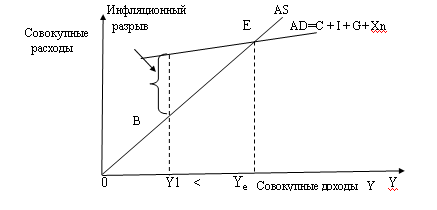 Инфляционный
разрыв
AS
Совокупные
расходы
E
AD=C + I + G+ Xn
B
0 Y1 < Ye Совокупные доходы Y Y